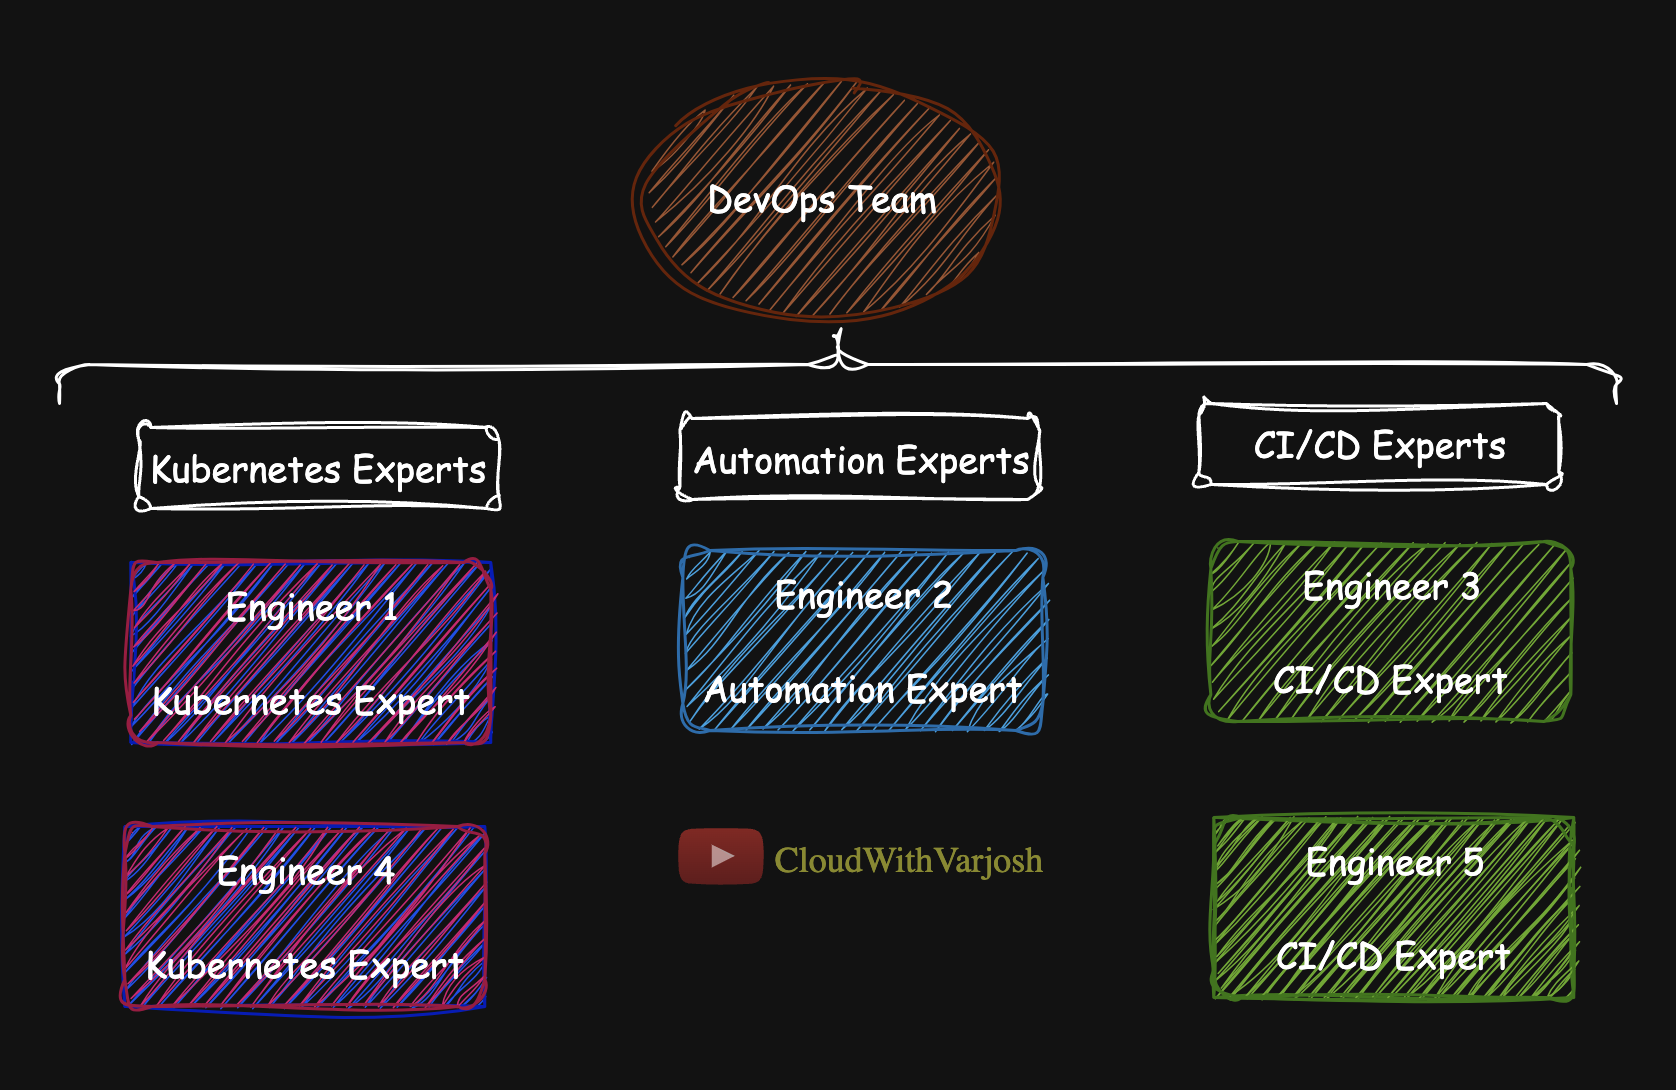 DevOps Team
Kubernetes Experts
Automation Experts
CI/CD Experts
Engineer 1
Kubernetes Expert
Engineer 2
Automation Expert
Engineer 3
CI/CD Expert
Engineer 4
Kubernetes Expert
CloudWithVarjosh
Engineer 5
CI/CD Expert